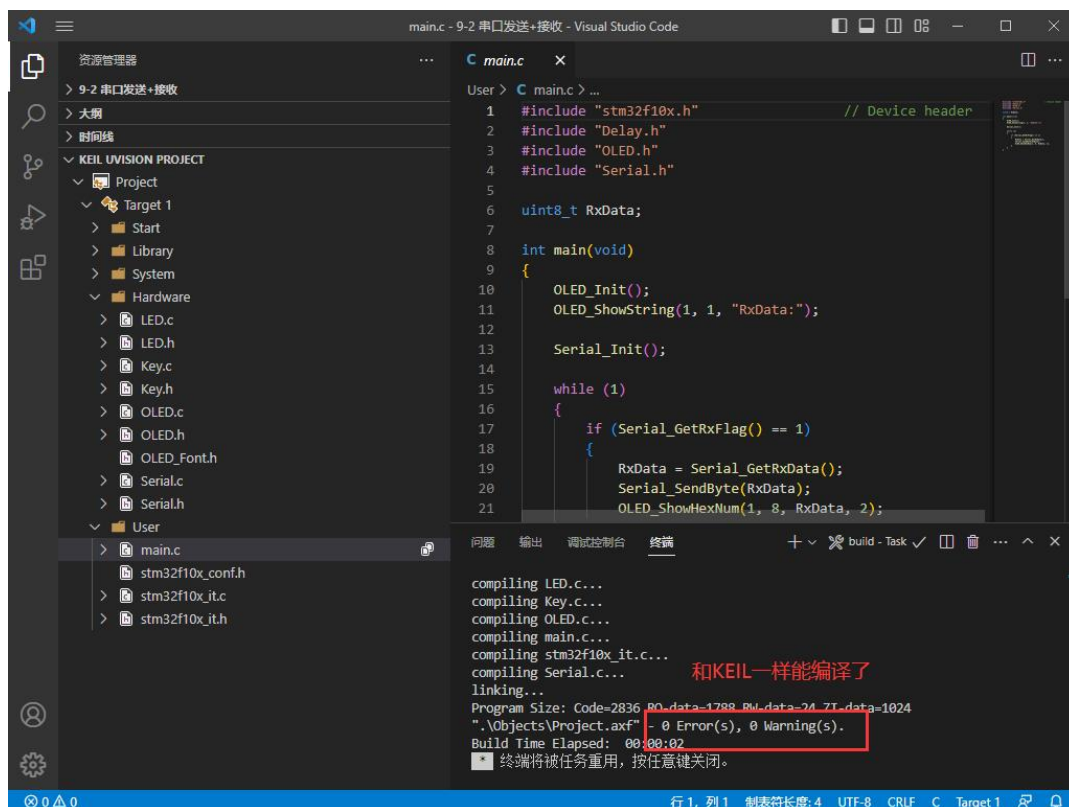 main.c - 9-2 串口发送+接收 - Visual Studio Code
资源管理器
9-2 串口发送+接收
大纲
时间线
KEIL UVISION PROJECT
Project
Target 1
Start
Library
System
Hardware
LED.c
LED.h
Key.c
Key.h
OLED.c
OLED.h
OLED_Font.h
Serial.c
Serial.h
User
main.c
stm32f10x_conf.h
stm32f10x_it.c
stm32f10x_it.h
C main.c ×
User > C main.c > ...
1 #include "stm32f10x.h" // Device header
2 #include "Delay.h"
3 #include "OLED.h"
4 #include "Serial.h"
5
6 uint8_t RxData;
7
8 int main(void)
9 {
10 OLED_Init();
11 OLED_ShowString(1, 1, "RxData:");
12
13 Serial_Init();
14
15 while (1)
16 {
17 if (Serial_GetRxFlag() == 1)
18 {
19 RxData = Serial_GetRxData();
20 Serial_SendByte(RxData);
21 OLED_ShowHexNum(1, 8, RxData, 2);
问题 输出 调试控制台 终端 build - Task
compiling LED.c...
compiling Key.c...
compiling OLED.c...
compiling main.c...
compiling stm32f10x_it.c...
compiling Serial.c...
和KEIL一样能编译了
linking...
Program Size: Code=2836 RO-data=1788 RW-data=24 ZI-data=1024
".\Objects\Project.axf" - 0 Error(s), 0 Warning(s).
Build Time Elapsed: 00:00:02
* 终端将被任务重用，按任意键关闭。
0 0 行 1，列 1 制表符长度: 4 UTF-8 CRLF C Target 1